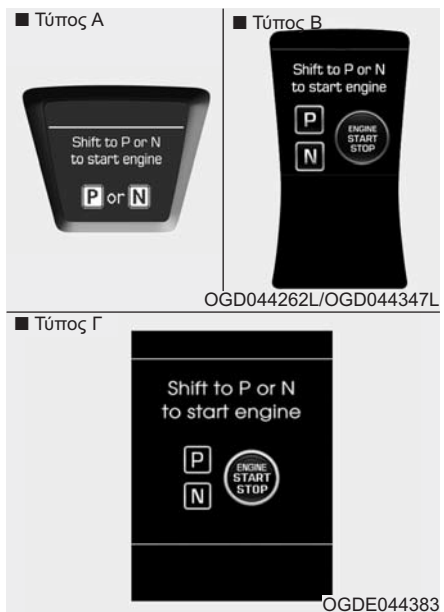 ■ Τύπος A
Shift to P or N
to start engine
P or N
■ Τύπος B
Shift to P or N
to start engine
P
N
ENGINE
START
STOP
OGD044262L/OGD044347L
■ Τύπος Γ
Shift to P or N
to start engine
P
N
ENGINE
START
STOP
OGDE044383